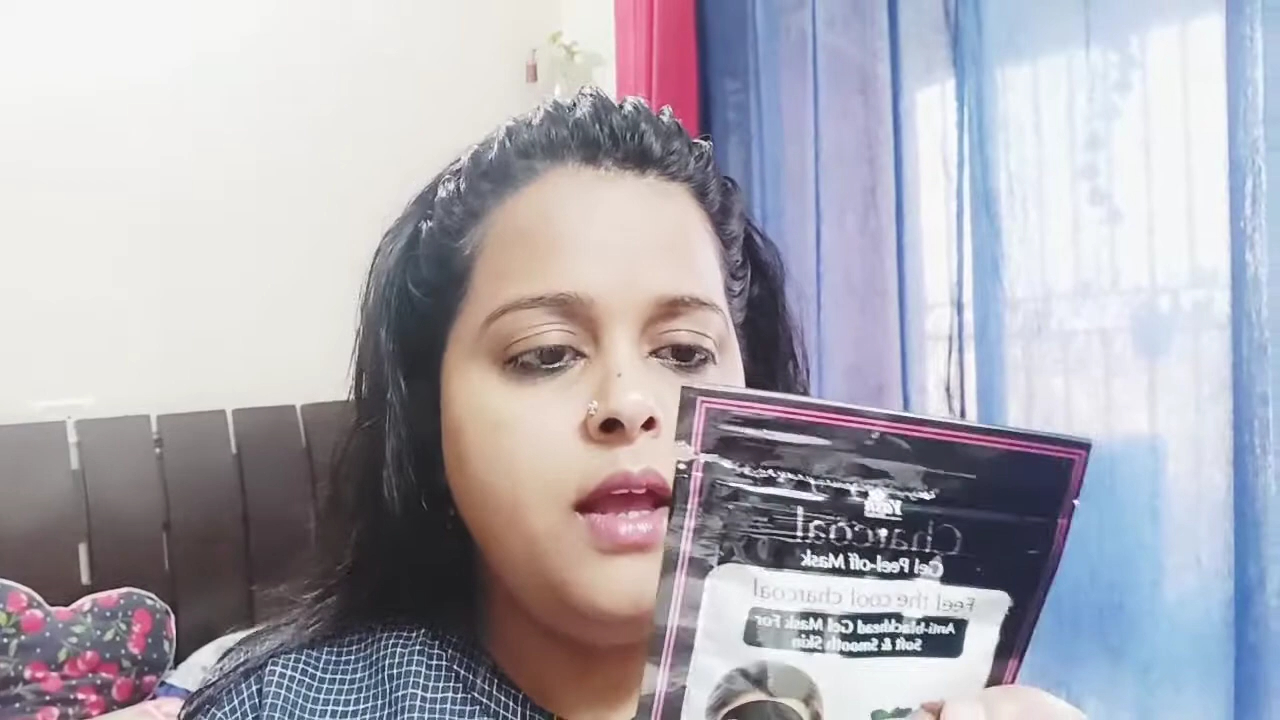 Charcoal
Gel Peel-off Mask
Feel the cool charcoal
Anti-blackhead Gel Mask For
Soft & Smooth Skin